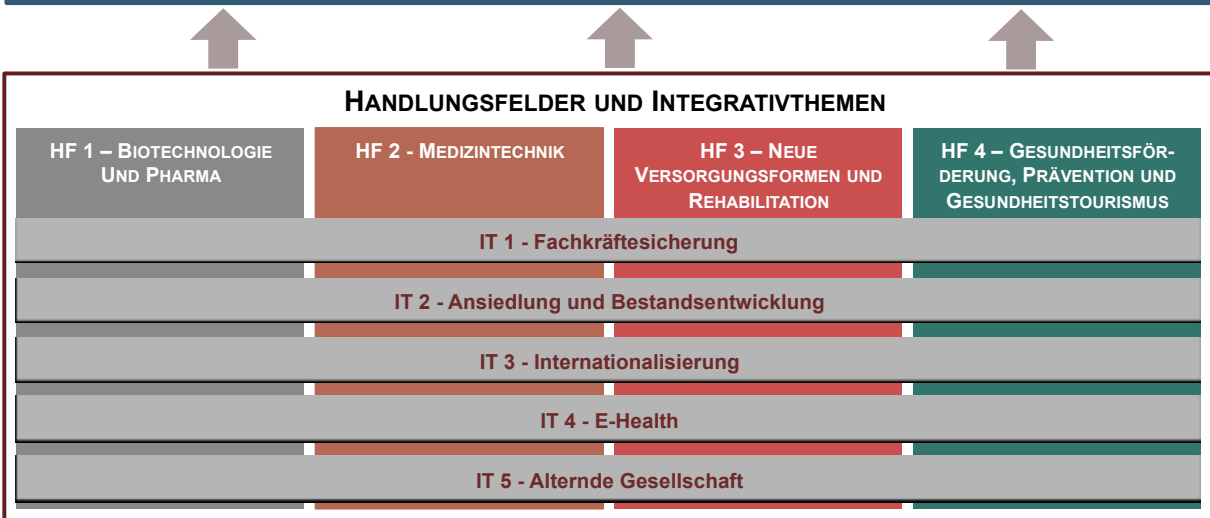 HANDLUNGSFELDER UND INTEGRATIVTHEMEN
HF 1 – BIOTECHNOLOGIE
UND PHARMA
HF 2 - MEDIZINTECHNIK
HF 3 – NEUE
VERSORGUNGSFORMEN UND
REHABILITATION
HF 4 – GESUNDHEITSFÖR-
DERUNG, PRÄVENTION UND
GESUNDHEITSTOURISMUS
IT 1 - Fachkräftesicherung
IT 2 - Ansiedlung und Bestandsentwicklung
IT 3 - Internationalisierung
IT 4 - E-Health
IT 5 - Alternde Gesellschaft